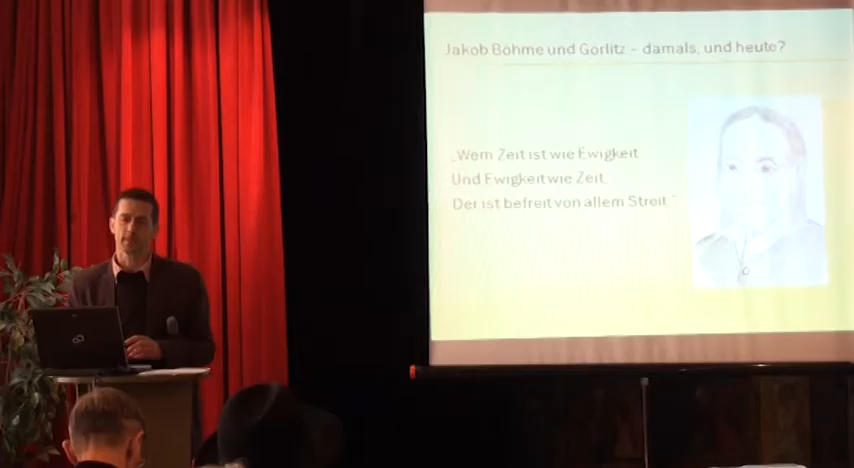 Jakob Böhme und Görlitz – damals, und heute?
„Wem Zeit ist wie Ewigkeit
Und Ewigkeit wie Zeit,
Der ist befreit von allem Streit.“